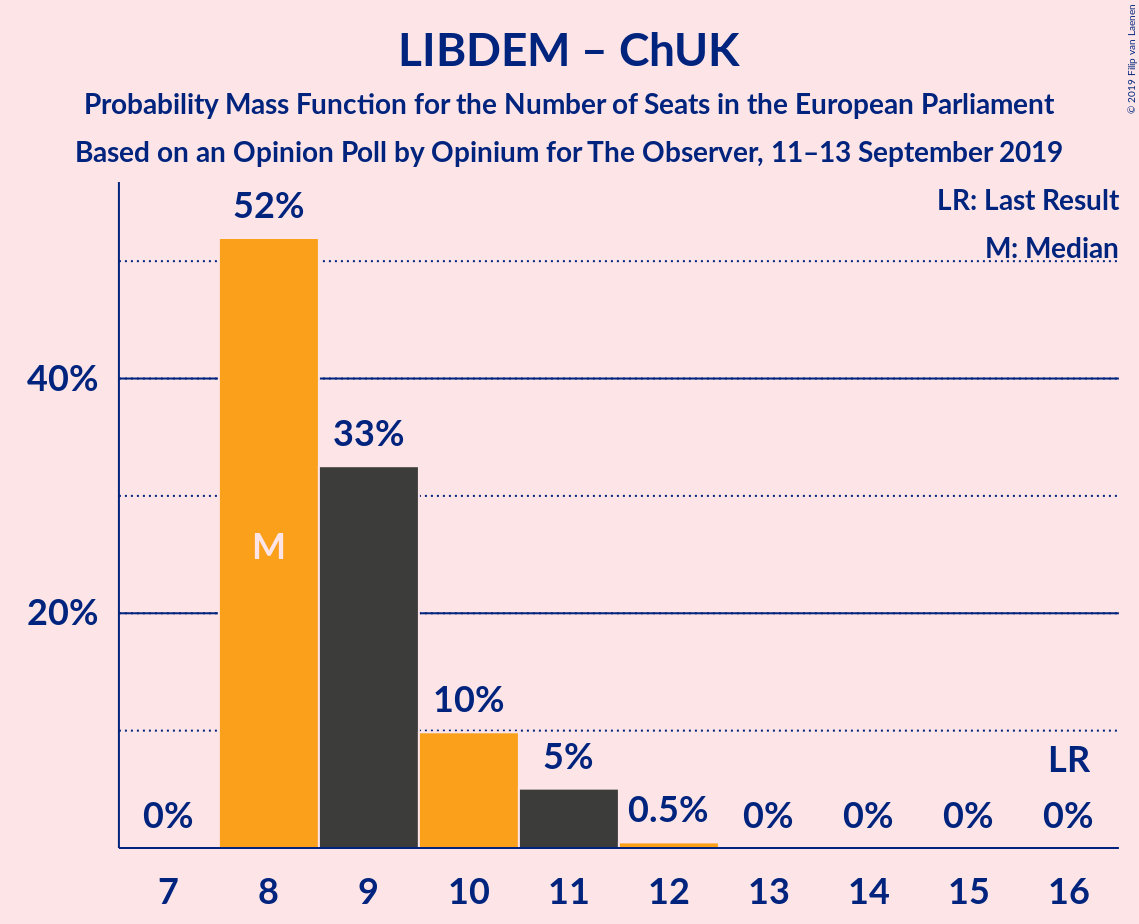 LIBDEM – ChUK
Probability Mass Function for the Number of Seats in the European Parliament
Based on an Opinion Poll by Opinium for The Observer, 11–13 September 2019
© 2019 Filip van Laenen
LR: Last Result
M: Median
52%
40%
33%
M
20%
10%
5%
LR
0%
0.5%
0%
0%
0%
0%
7
8
9
10
11
12
13
14
15
16